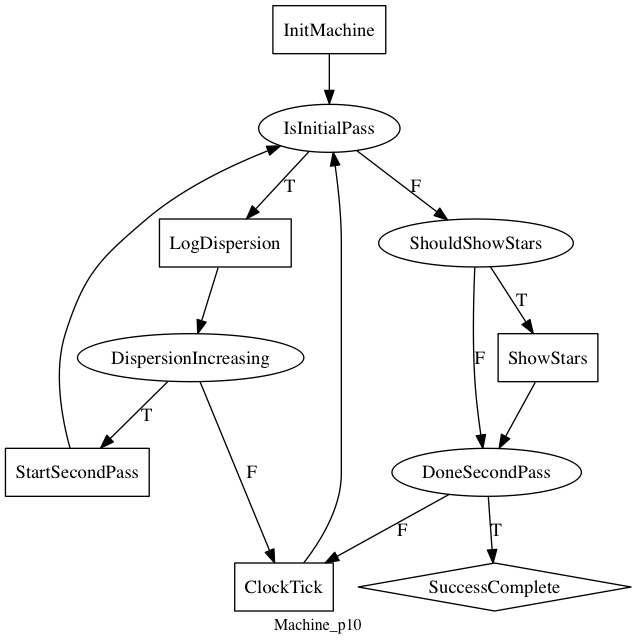 InitMachine
IsInitialPass
T
F
LogDispersion
ShouldShowStars
T
DispersionIncreasing
F
ShowStars
T
F
StartSecondPass
DoneSecondPass
F
T
ClockTick
SuccessComplete
Machine_p10